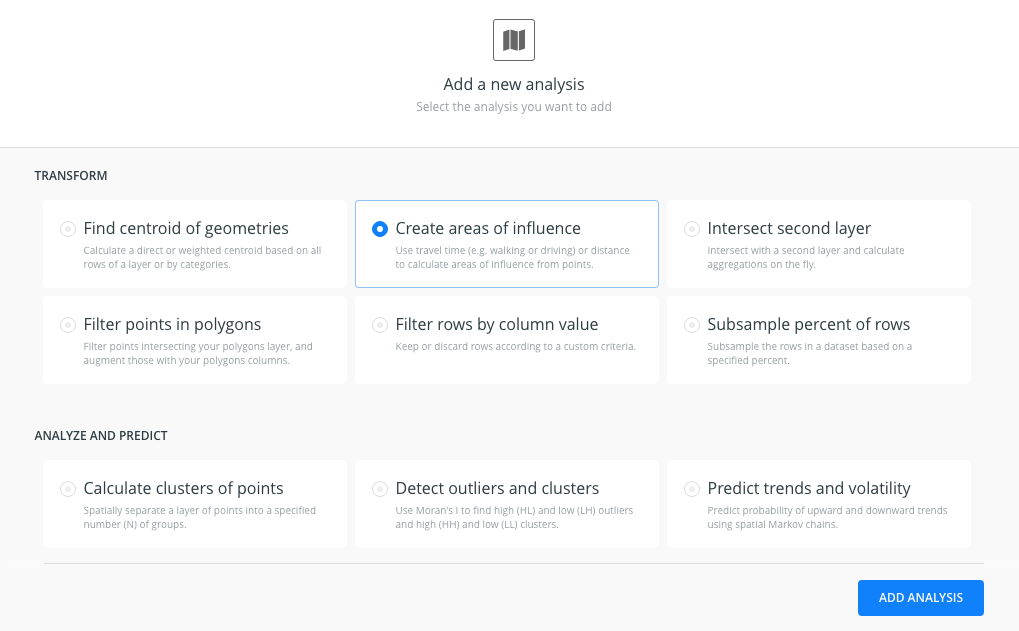 Add a new analysis
Select the analysis you want to add
TRANSFORM
Find centroid of geometries
Calculate a direct or weighted centroid based on all
rows of a layer or by categories.
Create areas of influence
Use travel time (e.g. walking or driving) or distance
to calculate areas of influence from points.
Intersect second layer
Intersect with a second layer and calculate
aggregations on the fly.
Filter points in polygons
Filter points intersecting your polygons layer, and
augment those with your polygons columns.
Filter rows by column value
Keep or discard rows according to a custom criteria.
Subsample percent of rows
Subsample the rows in a dataset based on a
specified percent.
ANALYZE AND PREDICT
Calculate clusters of points
Spatially separate a layer of points into a specified
number (N) of groups.
Detect outliers and clusters
Use Moran's I to find high (HL) and low (LH) outliers
and high (HH) and low (LL) clusters.
Predict trends and volatility
Predict probability of upward and downward trends
using spatial Markov chains.
ADD ANALYSIS